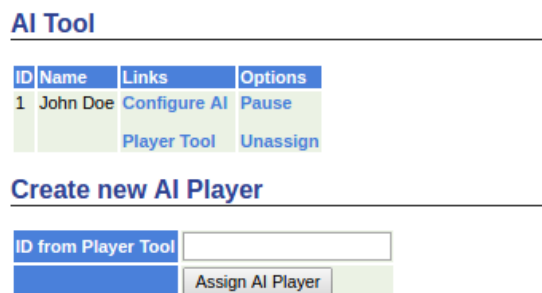 AI Tool
ID Name Links Options
1 John Doe Configure AI Pause
Player Tool Unassign
Create new AI Player
ID from Player Tool
Assign AI Player